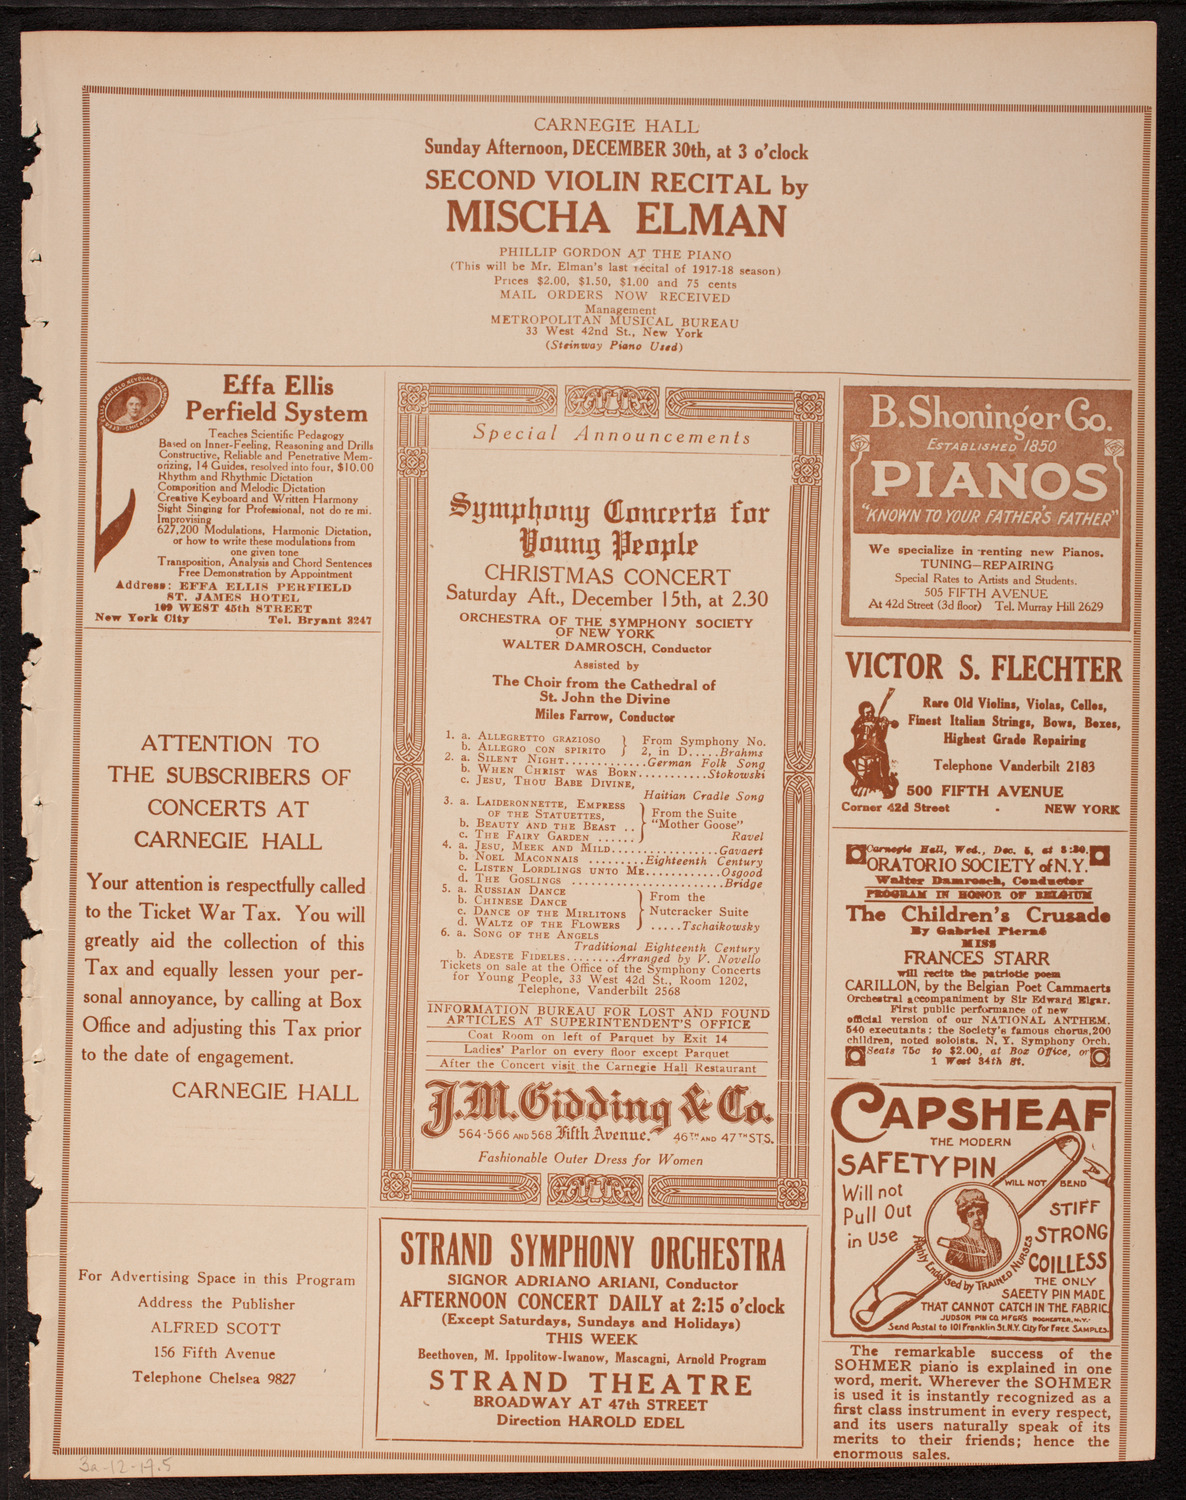 CARNEGIE HALL
Sunday Afternoon, DECEMBER 30th, at 3 o'clock
SECOND VIOLIN RECITAL by
MISCHA ELMAN
PHILLIP GORDON AT THE PIANO
(This will be Mr. Elman's last recital of 1917-18 season)
Prices $2.00, $1.50, $1.00 and 75 cents
MAIL ORDERS NOW RECEIVED
Management
METROPOLITAN MUSICAL BUREAU
33 West 42nd St., New York
(Steinway Piano Used)
Effa Ellis
Perfield System
Teaches Scientific Pedagogy
Based on Inner-Feeling, Reasoning and Drills
Constructive, Reliable and Penetrative Mem-
orizing, 14 Guides, resolved into four, $10.00
Rhythm and Rhythmic Dictation
Composition and Melodic Dictation
Creative Keyboard and Written Harmony
Sight Singing for Professional, not do re mi.
Improvising
627,200 Modulations, Harmonic Dictation,
or how to write these modulations from
one given tone
Transposition, Analysis and Chord Sentences
Free Demonstration by Appointment
Address: EFFA ELLIS PERFIELD
ST. JAMES HOTEL
109 WEST 45th STREET
New York City Tel. Bryant 3247
ATTENTION TO
THE SUBSCRIBERS OF
CONCERTS AT
CARNEGIE HALL
Your attention is respectfully called
to the Ticket War Tax. You will
greatly aid the collection of this
Tax and equally lessen your per-
sonal annoyance, by calling at Box
Office and adjusting this Tax prior
to the date of engagement.
CARNEGIE HALL
For Advertising Space in this Program
Address the Publisher
ALFRED SCOTT
156 Fifth Avenue
Telephone Chelsea 9827
Special Announcements
Symphony Concerts for
Young People
CHRISTMAS CONCERT
Saturday Aft., December 15th, at 2.30
ORCHESTRA OF THE SYMPHONY SOCIETY
OF NEW YORK
WALTER DAMROSCH, Conductor
Assisted by
The Choir from the Cathedral of
St. John the Divine
Miles Farrow, Conductor
1. a. ALLEGRETTO GRAZIOSO } From Symphony No.
b. ALLEGRO CON SPIRITO } 2, in D.....Brahms
2. a. SILENT NIGHT............German Folk Song
b. WHEN CHRIST WAS BORN..........Stokowski
c. JESU, THOU BABE DIVINE,
Haitian Cradle Song
3. a. LAIDERONNETTE, EMPRESS
OF THE STATUETTES, } From the Suite
b. BEAUTY AND THE BEAST .. } "Mother Goose"
c. THE FAIRY GARDEN ...... } Ravel
4. a. JESU, MEEK AND MILD................Gavaert
b. NOEL MACONNAIS .........Eighteenth Century
c. LISTEN LORDLINGS UNTO ME...........Osgood
d. THE GOSLINGS ..........................Bridge
5. a. RUSSIAN DANCE
b. CHINESE DANCE } From the
c. DANCE OF THE MIRLITONS } Nutcracker Suite
d. WALTZ OF THE FLOWERS } .....Tschaikowsky
6. a. SONG OF THE ANGELS
Traditional Eighteenth Century
b. ADESTE FIDELES........Arranged by V. Novello
Tickets on sale at the Office of the Symphony Concerts
for Young People, 33 West 42d St., Room 1202,
Telephone, Vanderbilt 2568
INFORMATION BUREAU FOR LOST AND FOUND
ARTICLES AT SUPERINTENDENT'S OFFICE
Coat Room on left of Parquet by Exit 14
Ladies' Parlor on every floor except Parquet
After the Concert visit the Carnegie Hall Restaurant
J.M. Gidding & Co.
564-566 AND 568 Fifth Avenue. 46TH AND 47TH STS.
Fashionable Outer Dress for Women
STRAND SYMPHONY ORCHESTRA
SIGNOR ADRIANO ARIANI, Conductor
AFTERNOON CONCERT DAILY at 2:15 o'clock
(Except Saturdays, Sundays and Holidays)
THIS WEEK
Beethoven, M. Ippolitow-Iwanow, Mascagni, Arnold Program
STRAND THEATRE
BROADWAY AT 47th STREET
Direction HAROLD EDEL
B. Shoninger Co.
ESTABLISHED 1850
PIANOS
"KNOWN TO YOUR FATHER'S FATHER"
We specialize in renting new Pianos.
TUNING—REPAIRING
Special Rates to Artists and Students.
505 FIFTH AVENUE
At 42d Street (3d floor) Tel. Murray Hill 2629
VICTOR S. FLECHTER
Rare Old Violins, Violas, Cellos,
Finest Italian Strings, Bows, Boxes,
Highest Grade Repairing
Telephone Vanderbilt 2183
500 FIFTH AVENUE
Corner 42d Street - NEW YORK
Carnegie Hall, Wed., Dec. 5, at 8:30.
ORATORIO SOCIETY of N.Y.
Walter Damrosch, Conductor
PROGRAM IN HONOR OF BELGIUM
The Children's Crusade
By Gabriel Pierné
MISS
FRANCES STARR
will recite the patriotic poem
CARILLON, by the Belgian Poet Cammaerts
Orchestral accompaniment by Sir Edward Elgar.
First public performance of new
official version of our NATIONAL ANTHEM.
540 executants: the Society's famous chorus, 200
children, noted soloists. N. Y. Symphony Orch.
Seats 75c to $2.00, at Box Office, or
1 West 34th St.
CAPSHEAF
THE MODERN
SAFETY PIN
WILL NOT BEND
Will not
Pull Out
in Use
STIFF
STRONG
COILLESS
Highly Endorsed by TRAINED NURSES
THE ONLY
SAFETY PIN MADE
THAT CANNOT CATCH IN THE FABRIC
JUDSON PIN CO. MFGR'S ROCHESTER, N.Y.
Send Postal to 101 Franklin St. N.Y. City For FREE SAMPLES.
The remarkable success of the
SOHMER piano is explained in one
word, merit. Wherever the SOHMER
is used it is instantly recognized as a
first class instrument in every respect,
and its users naturally speak of its
merits to their friends; hence the
enormous sales.
3a-12-17.5